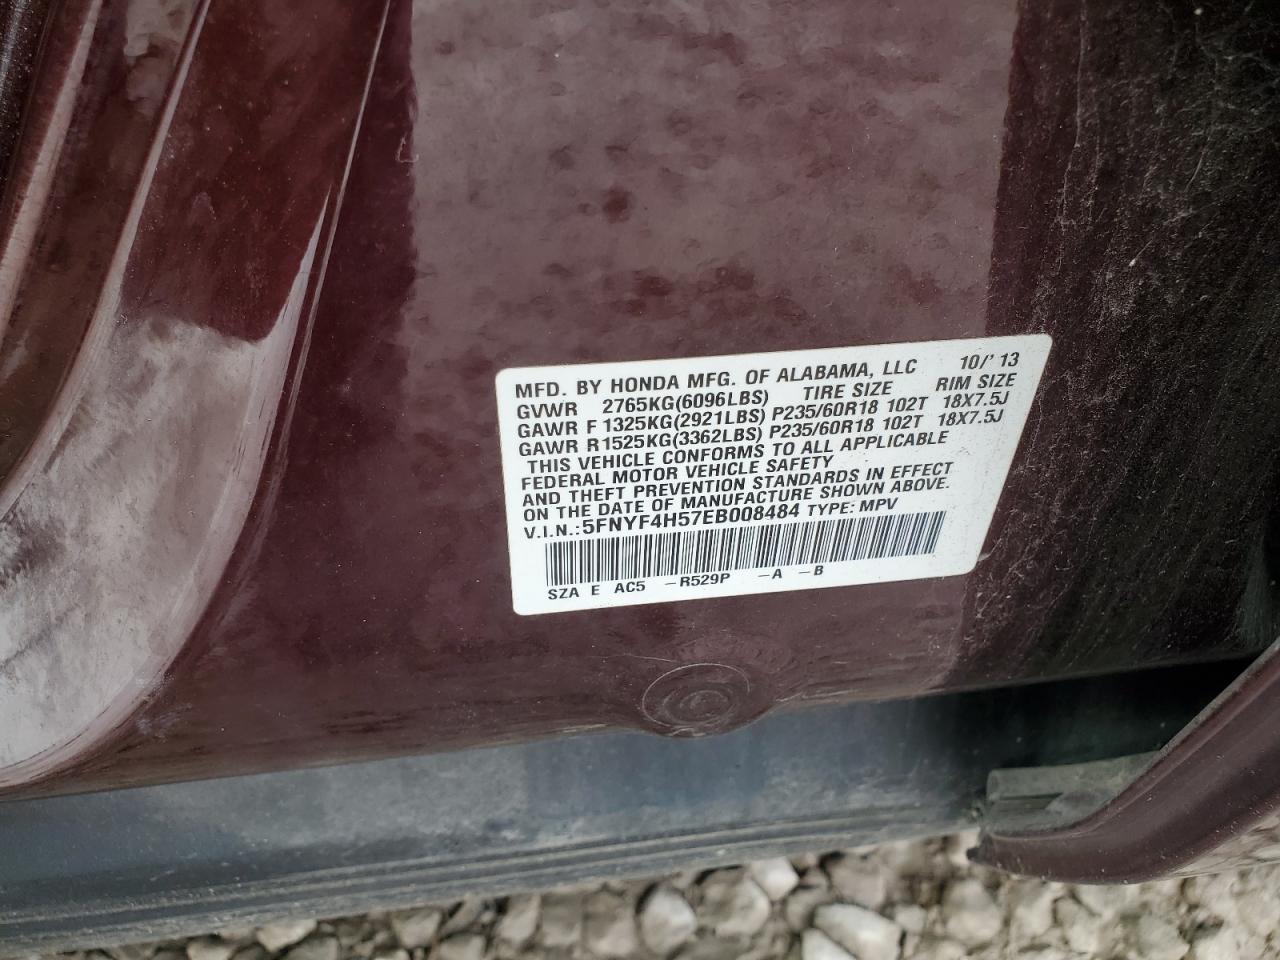 MFD. BY HONDA MFG. OF ALABAMA, LLC 10/'13
GVWR 2765KG(6096LBS) TIRE SIZE RIM SIZE
GAWR F 1325KG(2921LBS) P235/60R18 102T 18X7.5J
GAWR R 1525KG(3362LBS) P235/60R18 102T 18X7.5J
THIS VEHICLE CONFORMS TO ALL APPLICABLE
FEDERAL MOTOR VEHICLE SAFETY
AND THEFT PREVENTION STANDARDS IN EFFECT
ON THE DATE OF MANUFACTURE SHOWN ABOVE.
V.I.N.:5FNYF4H57EB008484 TYPE: MPV
SZA E AC5 -R529P -A -B